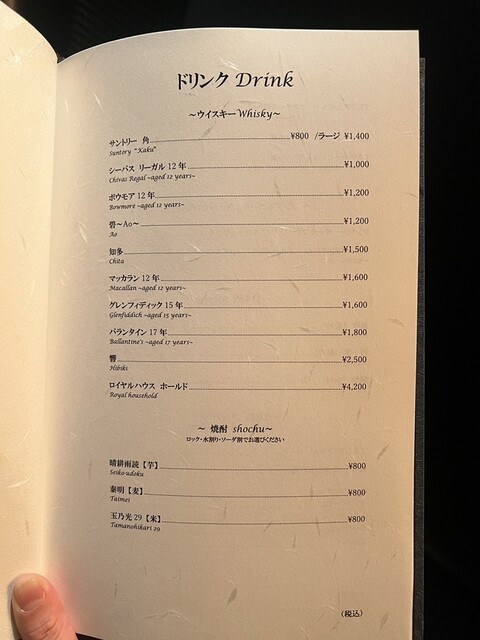 ドリンク Drink
～ウイスキー Whisky～
サントリー 角 ¥800 /ラージ ¥1,400
Suntory "Kaku"
シーバス リーガル 12年 ¥1,000
Chivas Regal ~aged 12 years~
ボウモア 12年 ¥1,200
Bowmore ~aged 12 years~
碧～Ao～ ¥1,200
Ao
知多 ¥1,500
Chita
マッカラン 12年 ¥1,600
Macallan ~aged 12 years~
グレンフィディック 15年 ¥1,600
Glenfiddich ~aged 15 years~
バランタイン 17年 ¥1,800
Ballantine's ~aged 17 years~
響 ¥2,500
Hibiki
ロイヤルハウス ホールド ¥4,200
Royal household
～ 焼酎 shochu～
ロック・水割り・ソーダ割でお選びください
晴耕雨読【芋】 ¥800
Seiko-udoku
泰明【麦】 ¥800
Taimei
玉乃光 29【米】 ¥800
Tamanohikari 29
(税込)